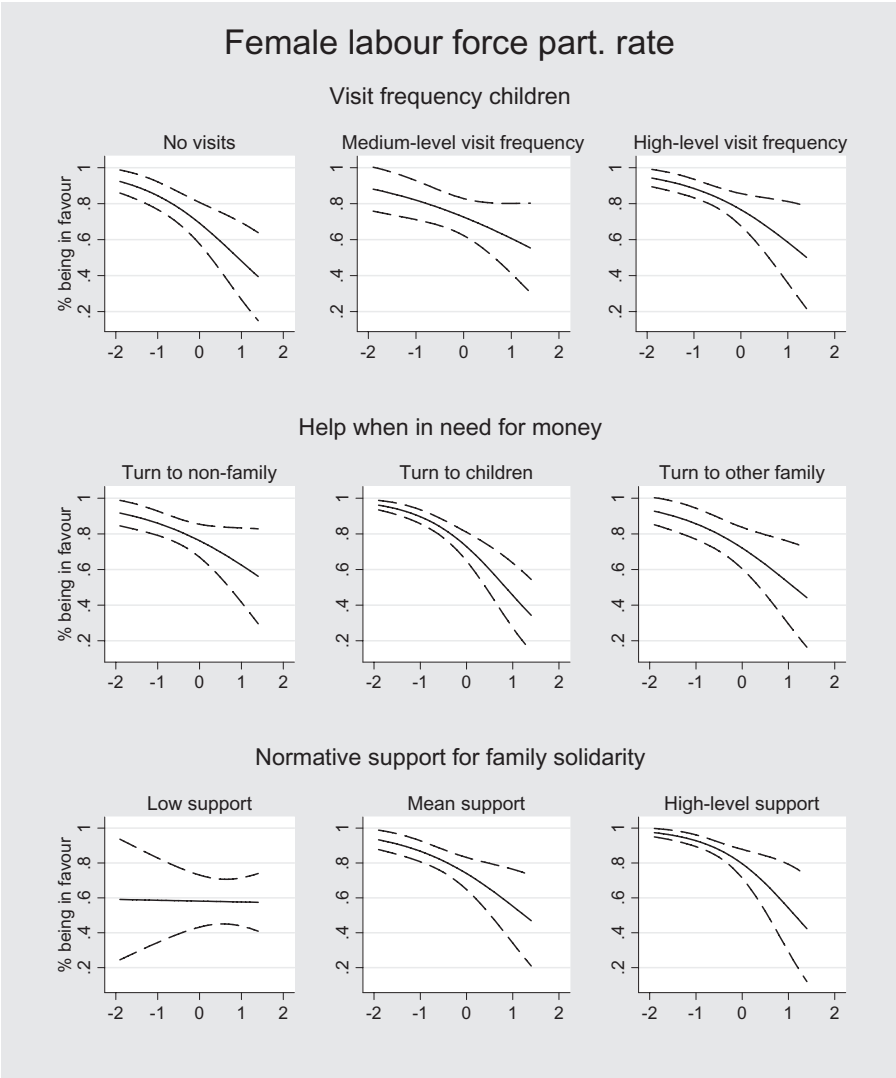 Female labour force part. rate
Visit frequency children
No visits
Medium-level visit frequency
High-level visit frequency
% being in favour
1
.8
.6
.4
.2
-2 -1 0 1 2
-2 -1 0 1 2
-2 -1 0 1 2
1
.8
.6
.4
.2
1
.8
.6
.4
.2
Help when in need for money
Turn to non-family
Turn to children
Turn to other family
% being in favour
1
.8
.6
.4
.2
-2 -1 0 1 2
1
.8
.6
.4
.2
-2 -1 0 1 2
1
.8
.6
.4
.2
-2 -1 0 1 2
Normative support for family solidarity
Low support
Mean support
High-level support
% being in favour
1
.8
.6
.4
.2
-2 -1 0 1 2
1
.8
.6
.4
.2
-2 -1 0 1 2
1
.8
.6
.4
.2
-2 -1 0 1 2